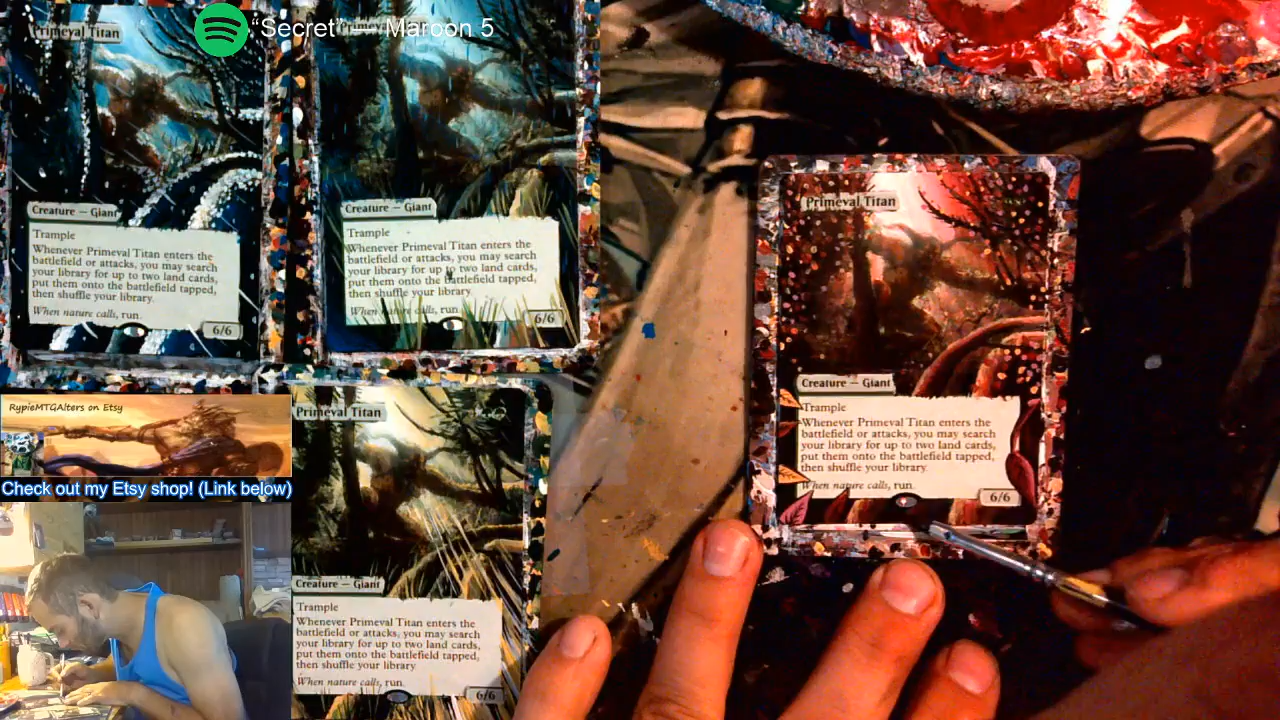 "Secret" — Maroon 5
Primeval Titan
Creature — Giant
Trample
Whenever Primeval Titan enters the
battlefield or attacks, you may search
your library for up to two land cards,
put them onto the battlefield tapped,
then shuffle your library.
When nature calls, run.
6/6
Primeval
Creature — Giant
Trample
Whenever Primeval Titan enters the
battlefield or attacks, you may search
your library for up to two land cards,
put them onto the battlefield tapped,
then shuffle your library.
When nature calls, run.
6/6
Primeval Titan
Creature — Giant
Trample
Whenever Primeval Titan enters the
battlefield or attacks, you may search
your library for up to two land cards,
put them onto the battlefield tapped,
then shuffle your library.
When nature calls, run.
6/6
RypieMTGAlters on Etsy
Check out my Etsy shop! (Link below)
Primeval Titan
Creature — Giant
Trample
Whenever Primeval Titan enters the
battlefield or attacks, you may search
your library for up to two land cards,
put them onto the battlefield tapped,
then shuffle your library.
When nature calls, run.
6/6